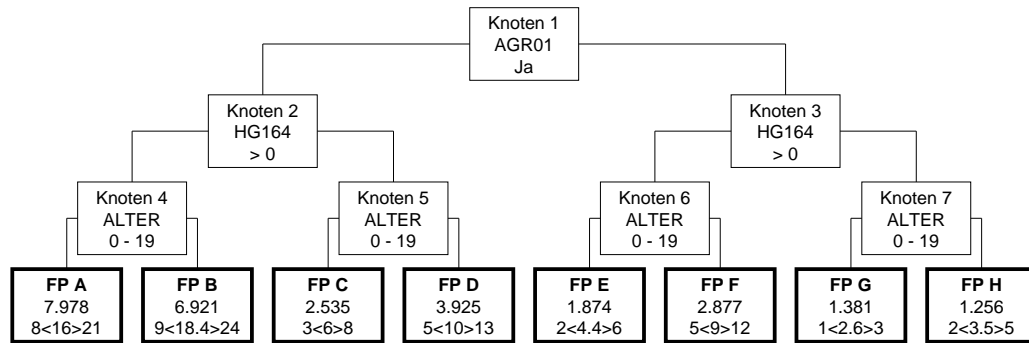 Knoten 1
AGR01
Ja
Knoten 2
HG164
> 0
Knoten 3
HG164
> 0
Knoten 4
ALTER
0 - 19
Knoten 5
ALTER
0 - 19
Knoten 6
ALTER
0 - 19
Knoten 7
ALTER
0 - 19
FP A
7.978
8<16>21
FP B
6.921
9<18.4>24
FP C
2.535
3<6>8
FP D
3.925
5<10>13
FP E
1.874
2<4.4>6
FP F
2.877
5<9>12
FP G
1.381
1<2.6>3
FP H
1.256
2<3.5>5